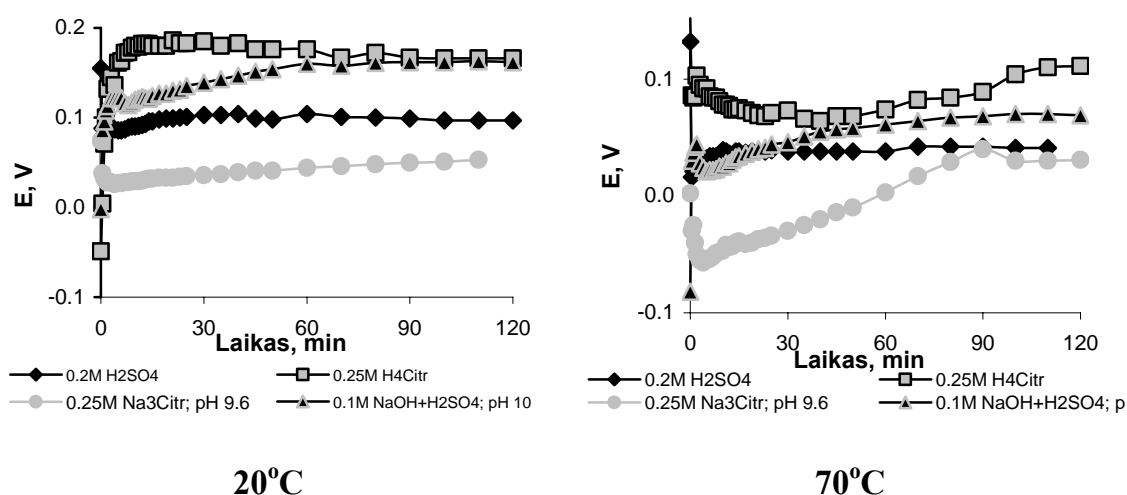 E, V
0.2
0.1
0.0
-0.1
0 30 60 90 120
Laikas, min
0.2M H2SO4
0.25M H4Citr
0.25M Na3Citr; pH 9.6
0.1M NaOH+H2SO4; pH 10
20°C
E, V
0.1
0.0
-0.1
0 30 60 90 120
Laikas, min
0.2M H2SO4
0.25M H4Citr
0.25M Na3Citr; pH 9.6
0.1M NaOH+H2SO4; p
70°C